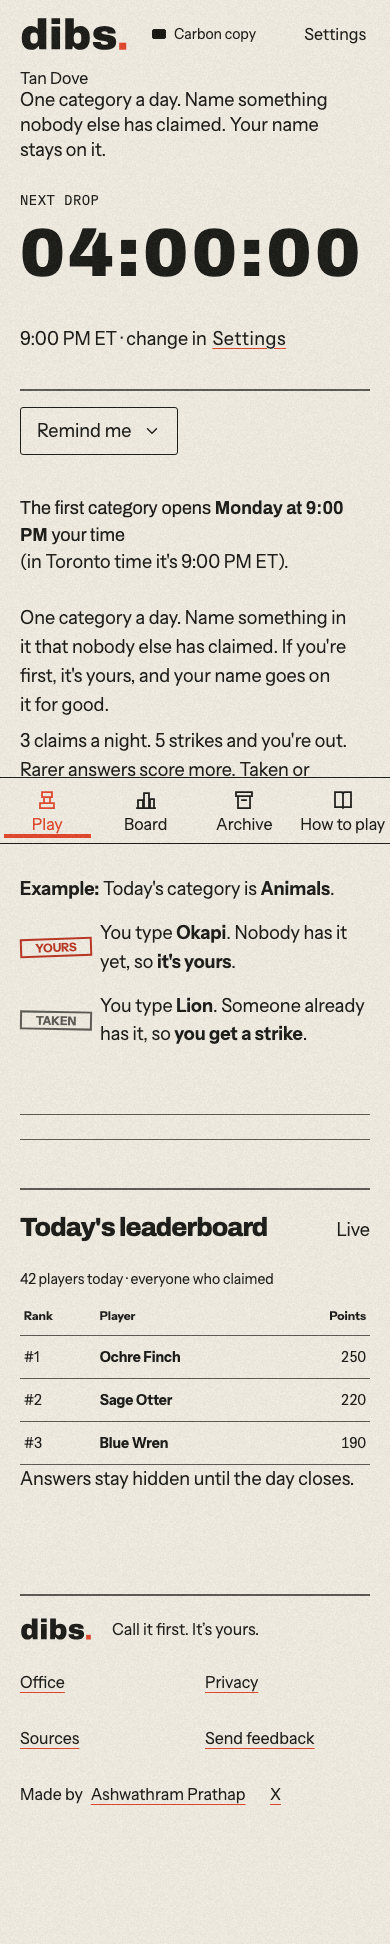 dibs.
Carbon copy
Settings
Tan Dove
One category a day. Name something
nobody else has claimed. Your name
stays on it.
NEXT DROP
04:00:00
9:00 PM ET · change in Settings
Remind me
The first category opens Monday at 9:00
PM your time
(in Toronto time it's 9:00 PM ET).
One category a day. Name something in
it that nobody else has claimed. If you're
first, it's yours, and your name goes on
it for good.
3 claims a night. 5 strikes and you're out.
Rarer answers score more. Taken or
Play
Board
Archive
How to play
Example: Today's category is Animals.
YOURS
You type Okapi. Nobody has it
yet, so it's yours.
TAKEN
You type Lion. Someone already
has it, so you get a strike.
Today's leaderboard
Live
42 players today · everyone who claimed
Rank Player Points
#1 Ochre Finch 250
#2 Sage Otter 220
#3 Blue Wren 190
Answers stay hidden until the day closes.
dibs.
Call it first. It’s yours.
Office
Privacy
Sources
Send feedback
Made by Ashwathram Prathap X